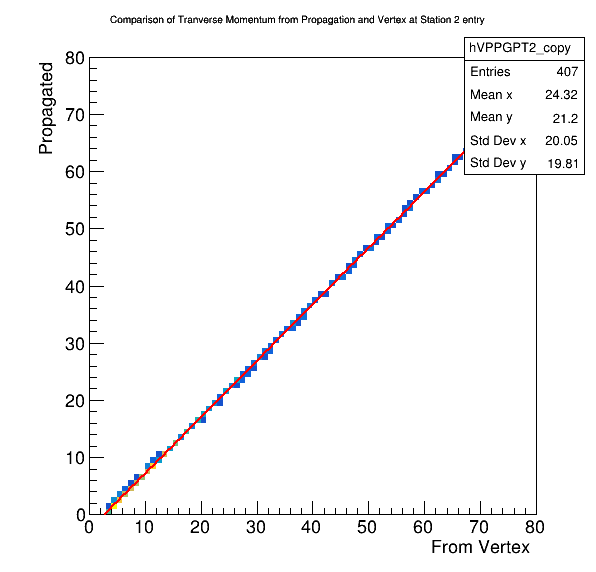 Comparison of Tranverse Momentum from Propagation and Vertex at Station 2 entry
hVPPGPT2_copy
Entries 407
Mean x 24.32
Mean y 21.2
Std Dev x 20.05
Std Dev y 19.81
Propagated
80
70
60
50
40
30
20
10
0
0 10 20 30 40 50 60 70 80
From Vertex